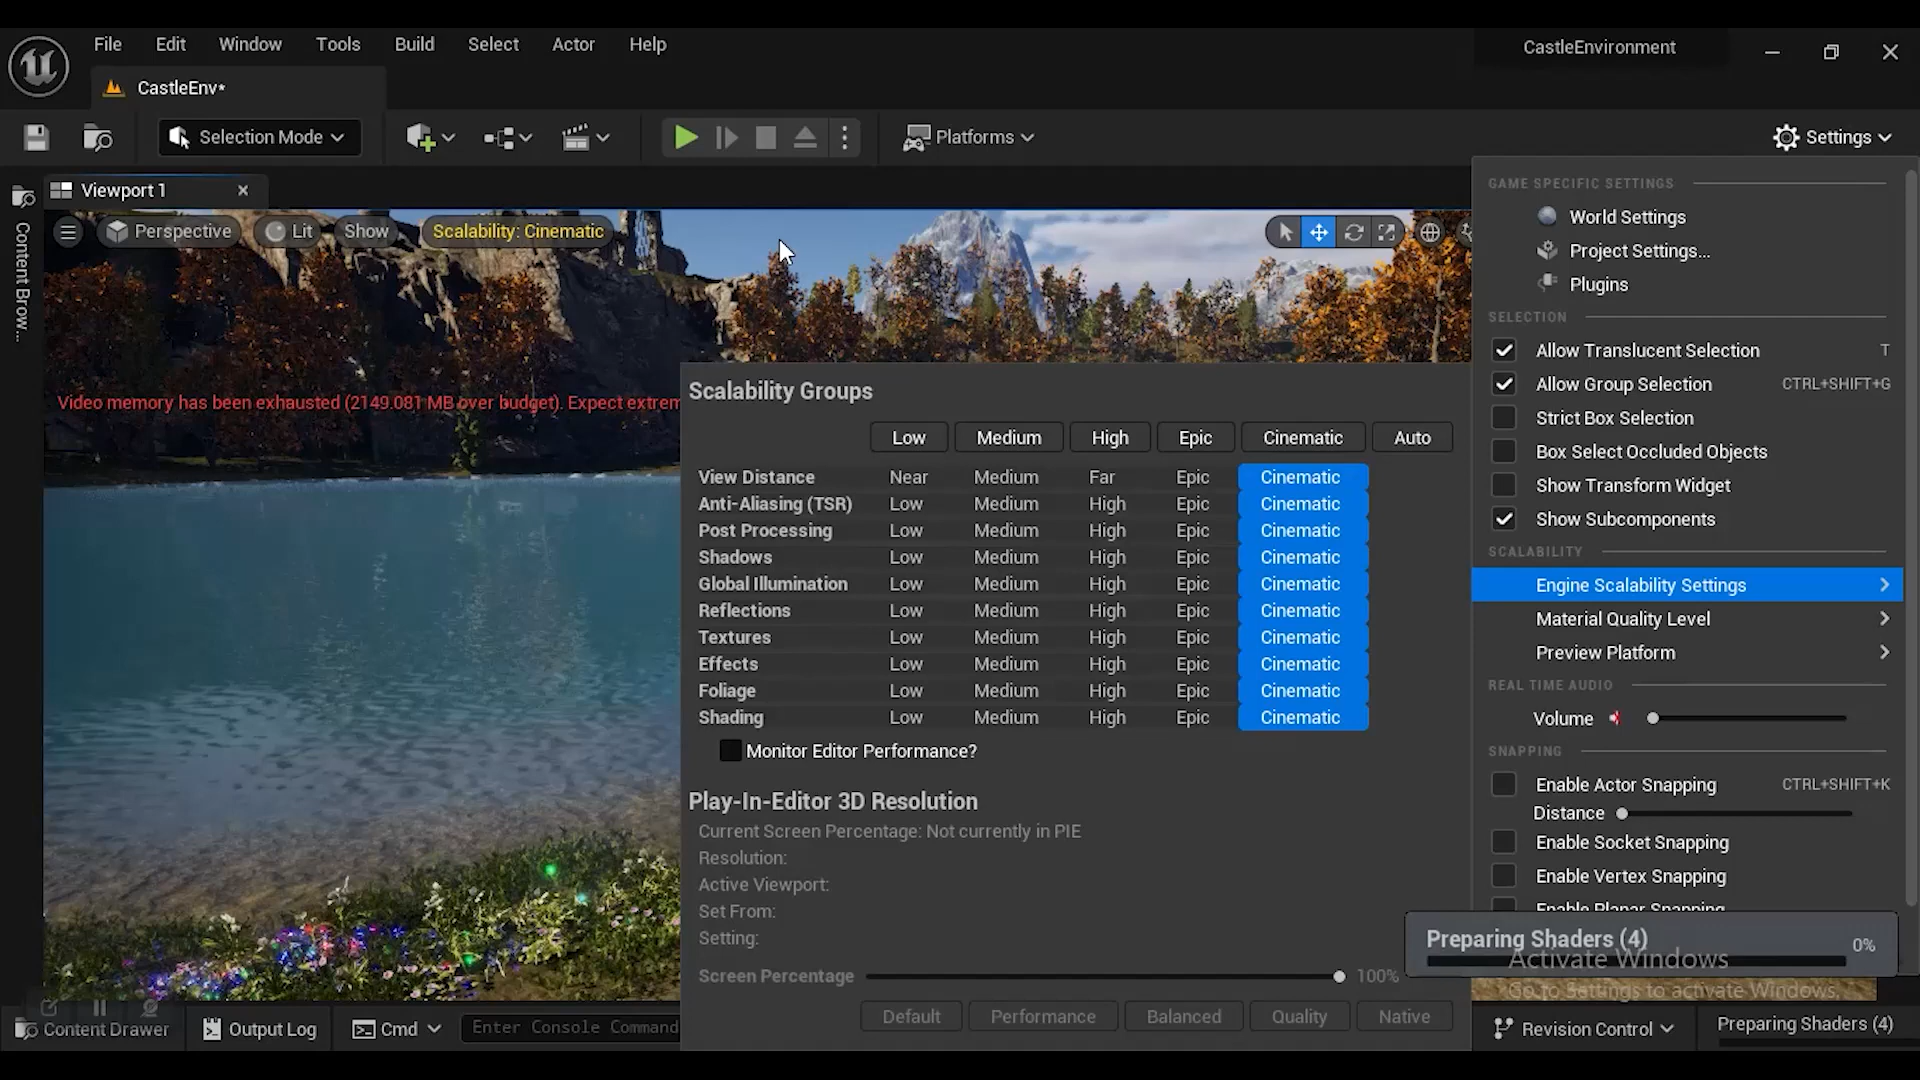 File Edit Window Tools Build Select Actor Help
CastleEnvironment
CastleEnv*
Selection Mode
Platforms
Settings
Viewport 1
Content Brow...
Perspective Lit Show Scalability: Cinematic
Video memory has been exhausted (2149.081 MB over budget). Expect extrem
Scalability Groups
Low Medium High Epic Cinematic Auto
View Distance Near Medium Far Epic Cinematic
Anti-Aliasing (TSR) Low Medium High Epic Cinematic
Post Processing Low Medium High Epic Cinematic
Shadows Low Medium High Epic Cinematic
Global Illumination Low Medium High Epic Cinematic
Reflections Low Medium High Epic Cinematic
Textures Low Medium High Epic Cinematic
Effects Low Medium High Epic Cinematic
Foliage Low Medium High Epic Cinematic
Shading Low Medium High Epic Cinematic
Monitor Editor Performance?
Play-In-Editor 3D Resolution
Current Screen Percentage: Not currently in PIE
Resolution:
Active Viewport:
Set From:
Setting:
Screen Percentage 100%
Default Performance Balanced Quality Native
GAME SPECIFIC SETTINGS
World Settings
Project Settings...
Plugins
SELECTION
Allow Translucent Selection T
Allow Group Selection CTRL+SHIFT+G
Strict Box Selection
Box Select Occluded Objects
Show Transform Widget
Show Subcomponents
SCALABILITY
Engine Scalability Settings
Material Quality Level
Preview Platform
REAL TIME AUDIO
Volume
SNAPPING
Enable Actor Snapping CTRL+SHIFT+K
Distance
Enable Socket Snapping
Enable Vertex Snapping
Enable Planar Snapping
Preparing Shaders (4) 0%
Activate Windows
Go to Settings to activate Windows.
Content Drawer Output Log Cmd Enter Console Command
Revision Control Preparing Shaders (4)